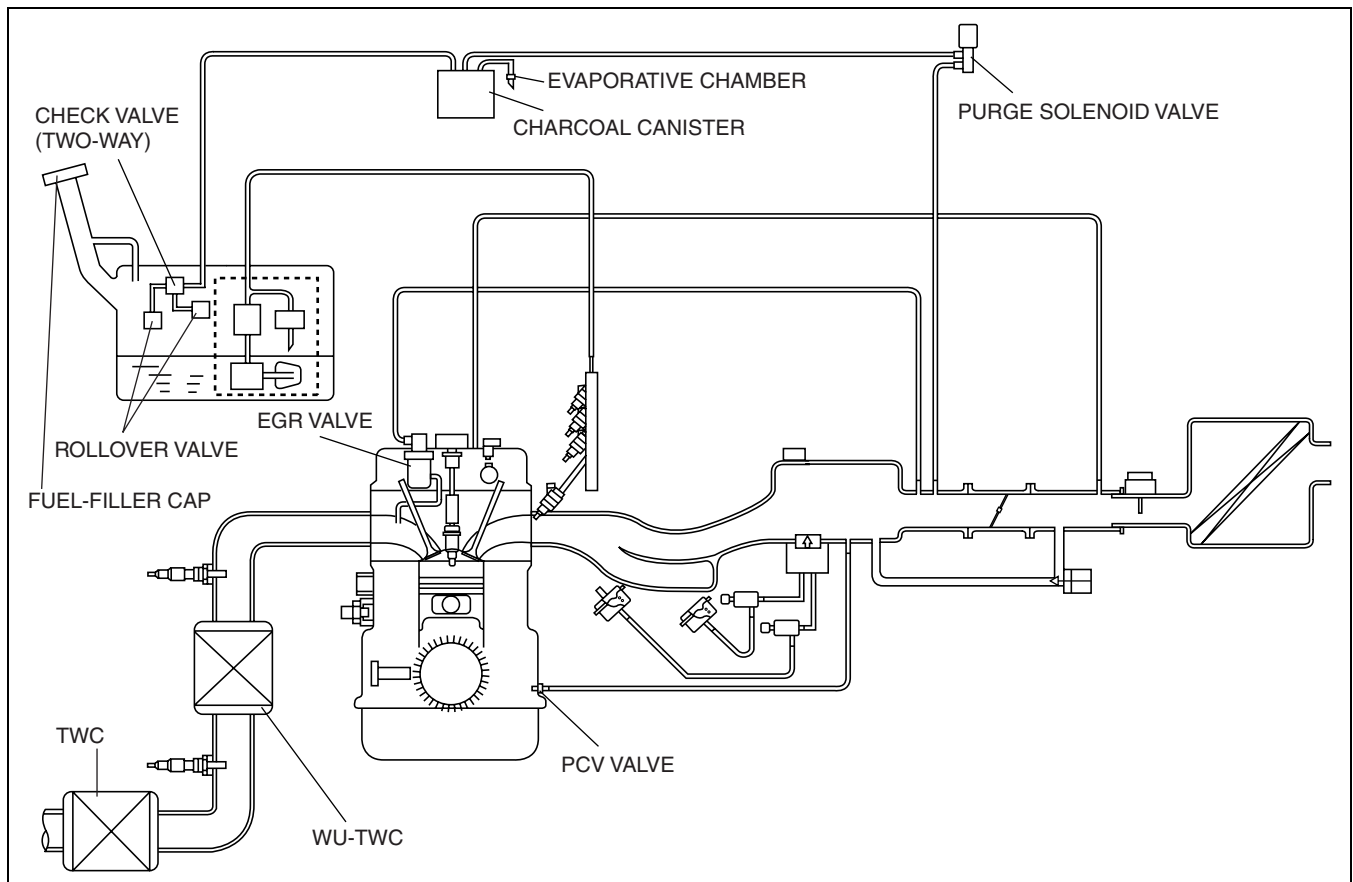 EVAPORATIVE CHAMBER
PURGE SOLENOID VALVE
CHECK VALVE
(TWO-WAY)
CHARCOAL CANISTER
EGR VALVE
ROLLOVER VALVE
FUEL-FILLER CAP
TWC
PCV VALVE
WU-TWC